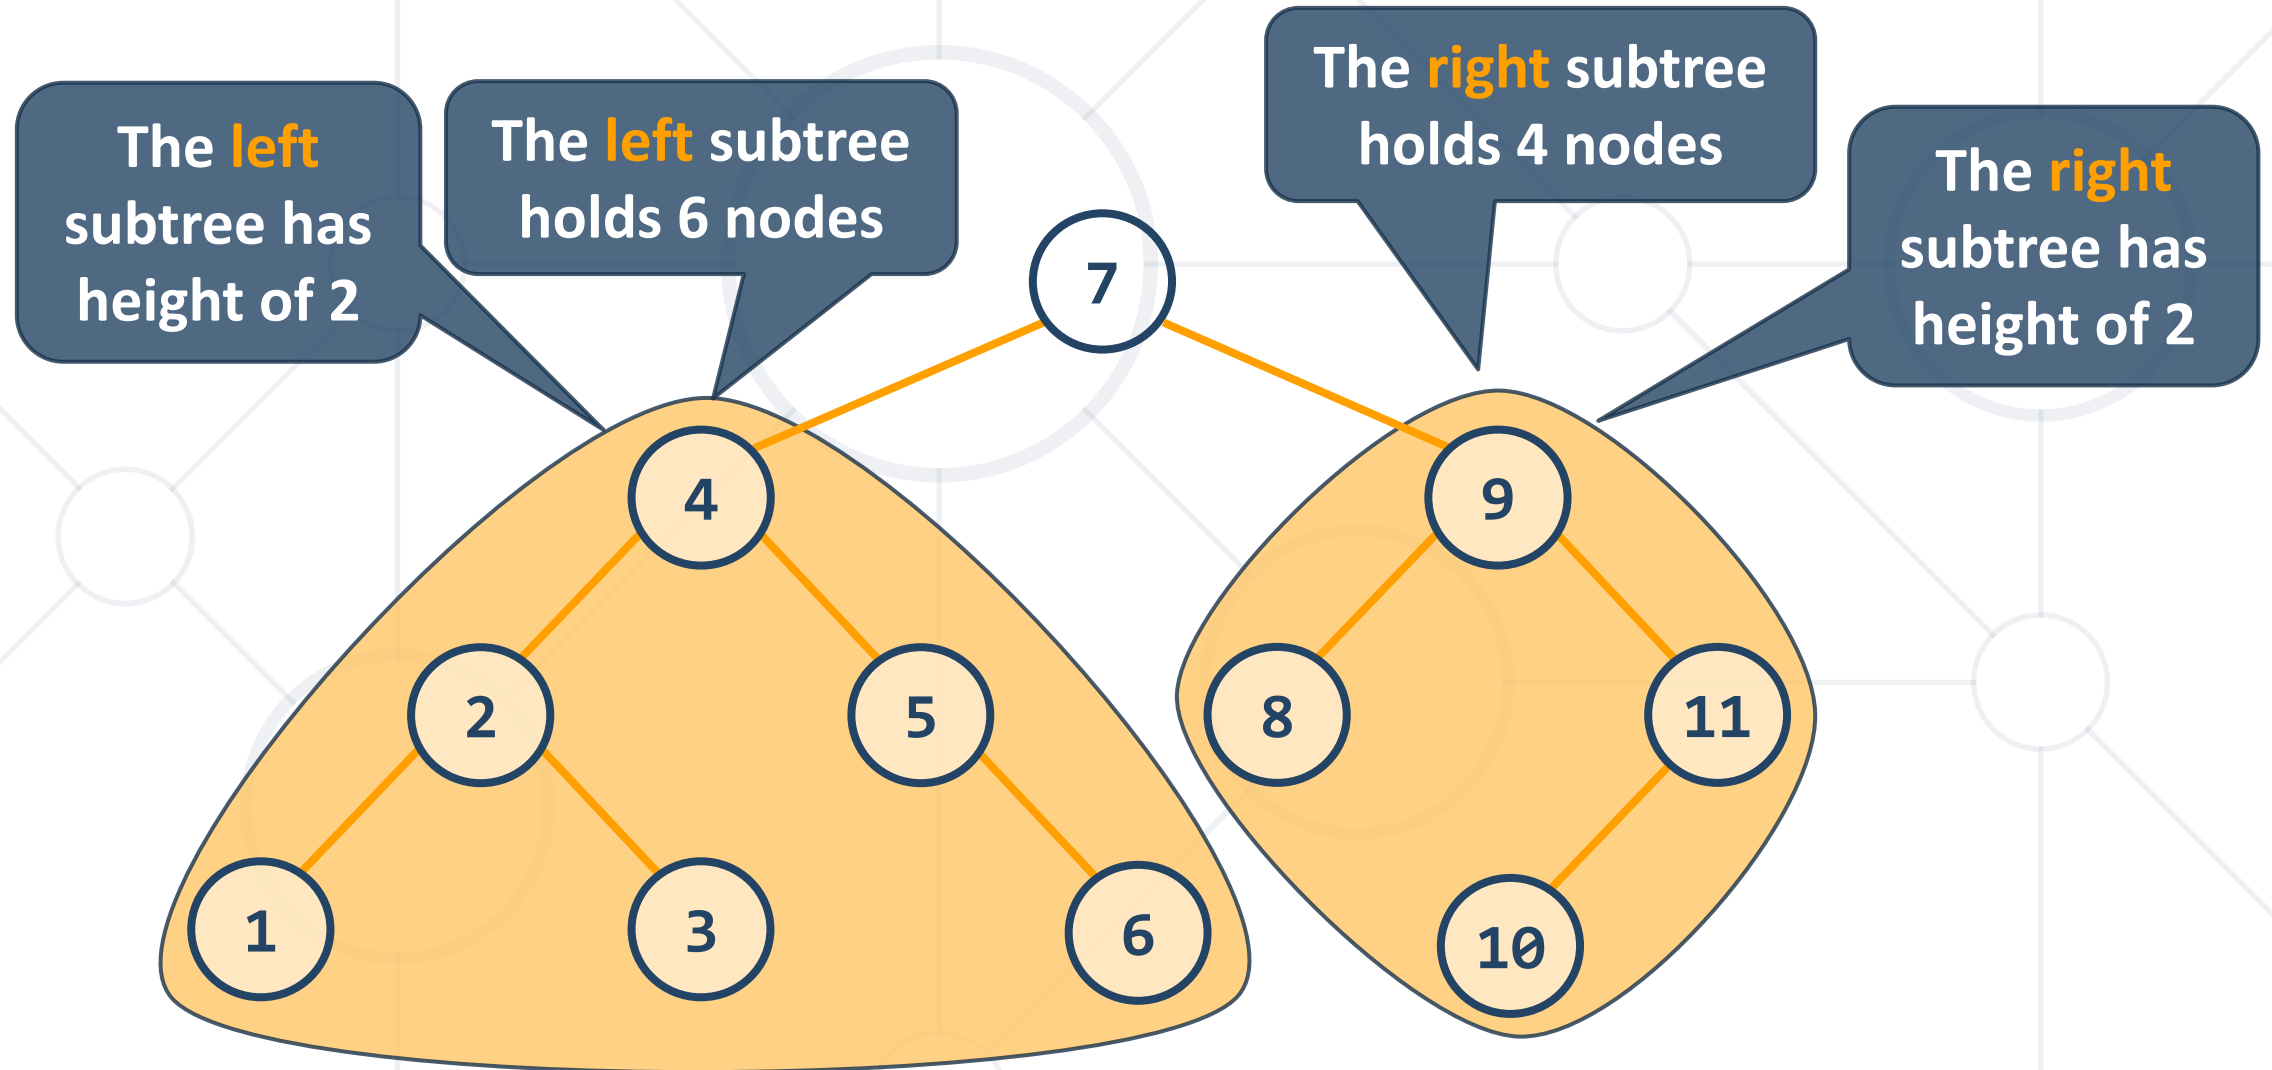 The left
subtree has
height of 2
The left subtree
holds 6 nodes
The right subtree
holds 4 nodes
The right
subtree has
height of 2
7
4
9
2
5
8
11
1
3
6
10